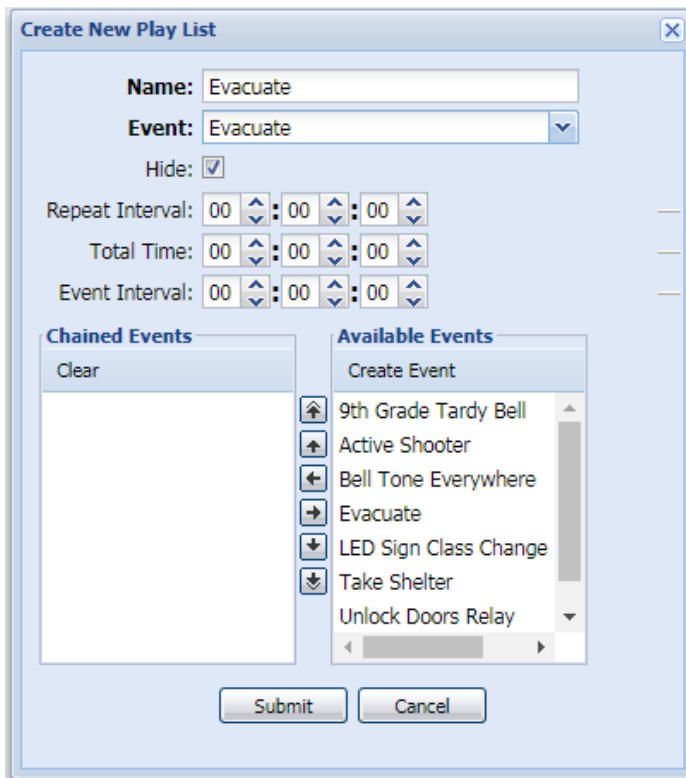 Create New Play List
Name: Evacuate
Event: Evacuate
Hide:
Repeat Interval: 00 : 00 : 00
Total Time: 00 : 00 : 00
Event Interval: 00 : 00 : 00
Chained Events
Clear
Available Events
Create Event
9th Grade Tardy Bell
Active Shooter
Bell Tone Everywhere
Evacuate
LED Sign Class Change
Take Shelter
Unlock Doors Relay
Submit
Cancel